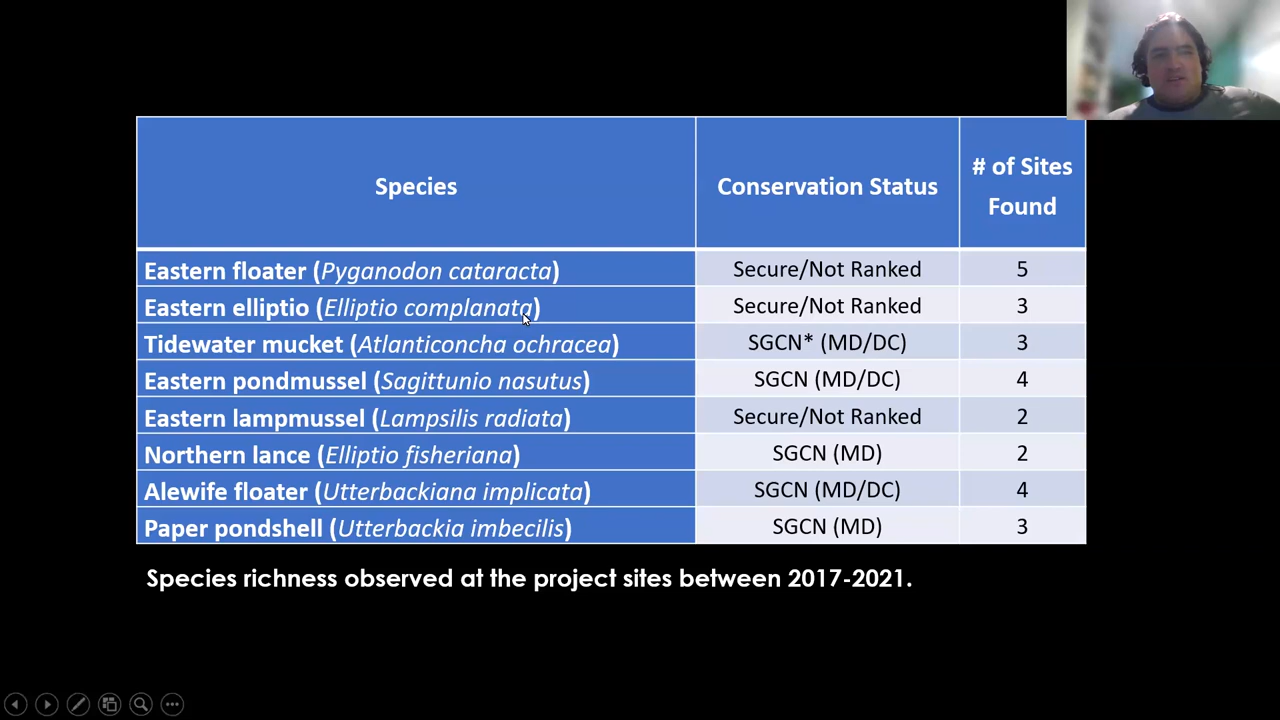 Species Conservation Status # of Sites Found
Eastern floater (Pyganodon cataracta) Secure/Not Ranked 5
Eastern elliptio (Elliptio complanata) Secure/Not Ranked 3
Tidewater mucket (Atlanticoncha ochracea) SGCN* (MD/DC) 3
Eastern pondmussel (Sagittunio nasutus) SGCN (MD/DC) 4
Eastern lampmussel (Lampsilis radiata) Secure/Not Ranked 2
Northern lance (Elliptio fisheriana) SGCN (MD) 2
Alewife floater (Utterbackiana implicata) SGCN (MD/DC) 4
Paper pondshell (Utterbackia imbecilis) SGCN (MD) 3
Species richness observed at the project sites between 2017-2021.